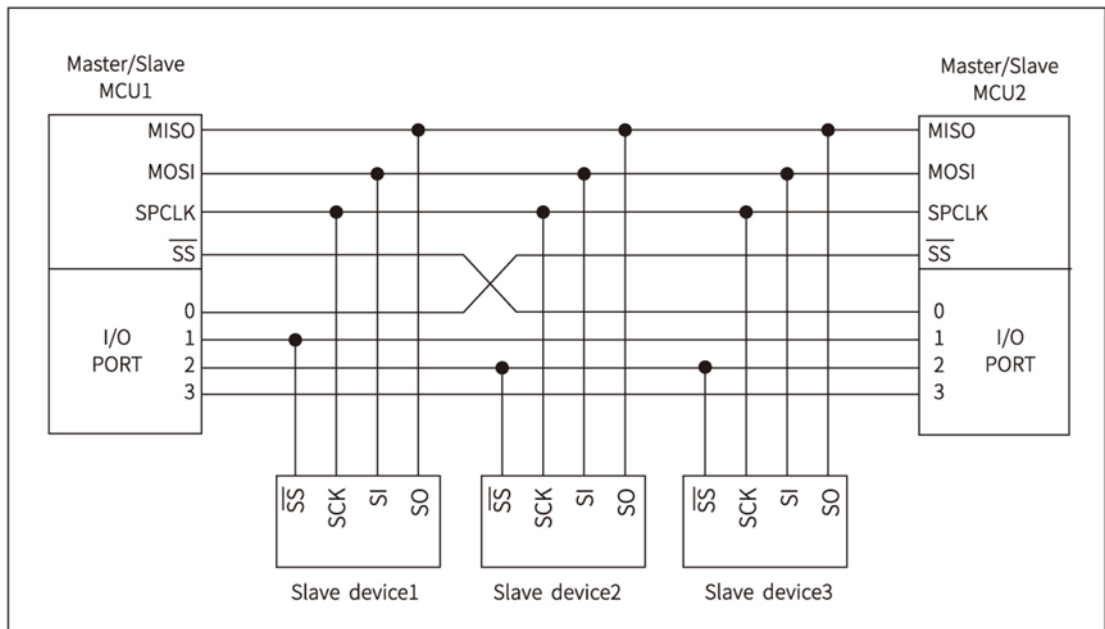 Master/Slave
MCU1
Master/Slave
MCU2
MISO
MOSI
SPCLK
SS
MISO
MOSI
SPCLK
SS
I/O
PORT
0
1
2
3
0
1
2
3
I/O
PORT
SS
SCK
SI
SO
SS
SCK
SI
SO
SS
SCK
SI
SO
Slave device1
Slave device2
Slave device3